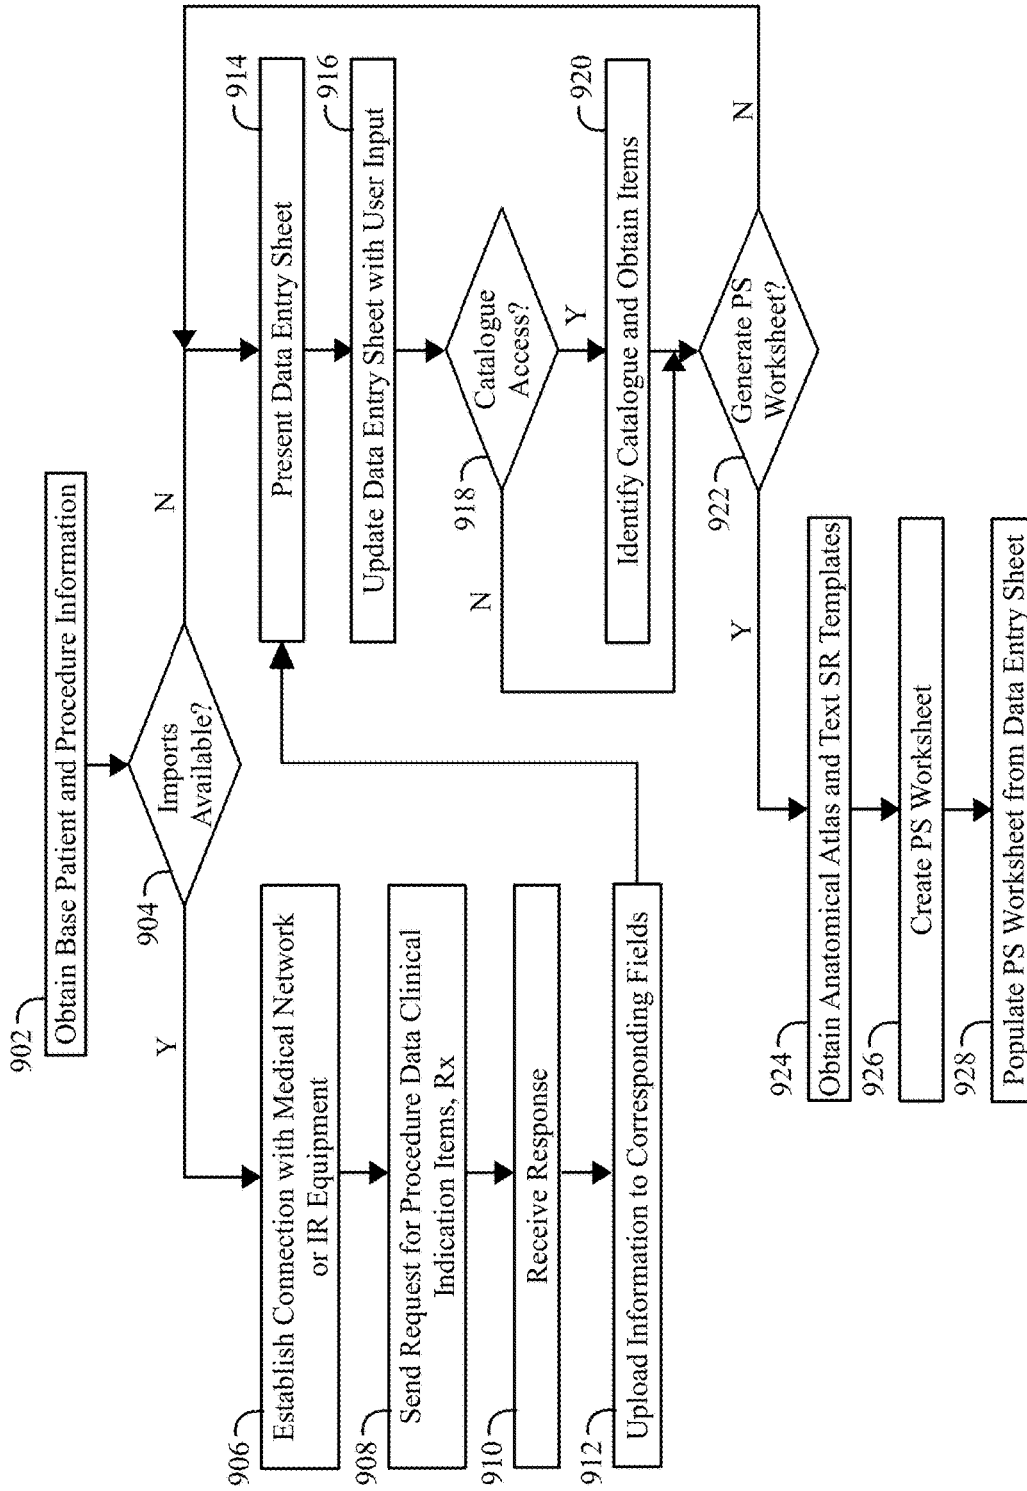 902
Obtain Base Patient and Procedure Information
904
Imports
Available?
Y
N
906
Establish Connection with Medical Network
or IR Equipment
908
Send Request for Procedure Data Clinical
Indication Items, Rx
910
Receive Response
912
Upload Information to Corresponding Fields
914
Present Data Entry Sheet
916
Update Data Entry Sheet with User Input
918
Catalogue
Access?
N
Y
920
Identify Catalogue and Obtain Items
922
Generate PS
Worksheet?
Y
N
924
Obtain Anatomical Atlas and Text SR Templates
926
Create PS Worksheet
928
Populate PS Worksheet from Data Entry Sheet